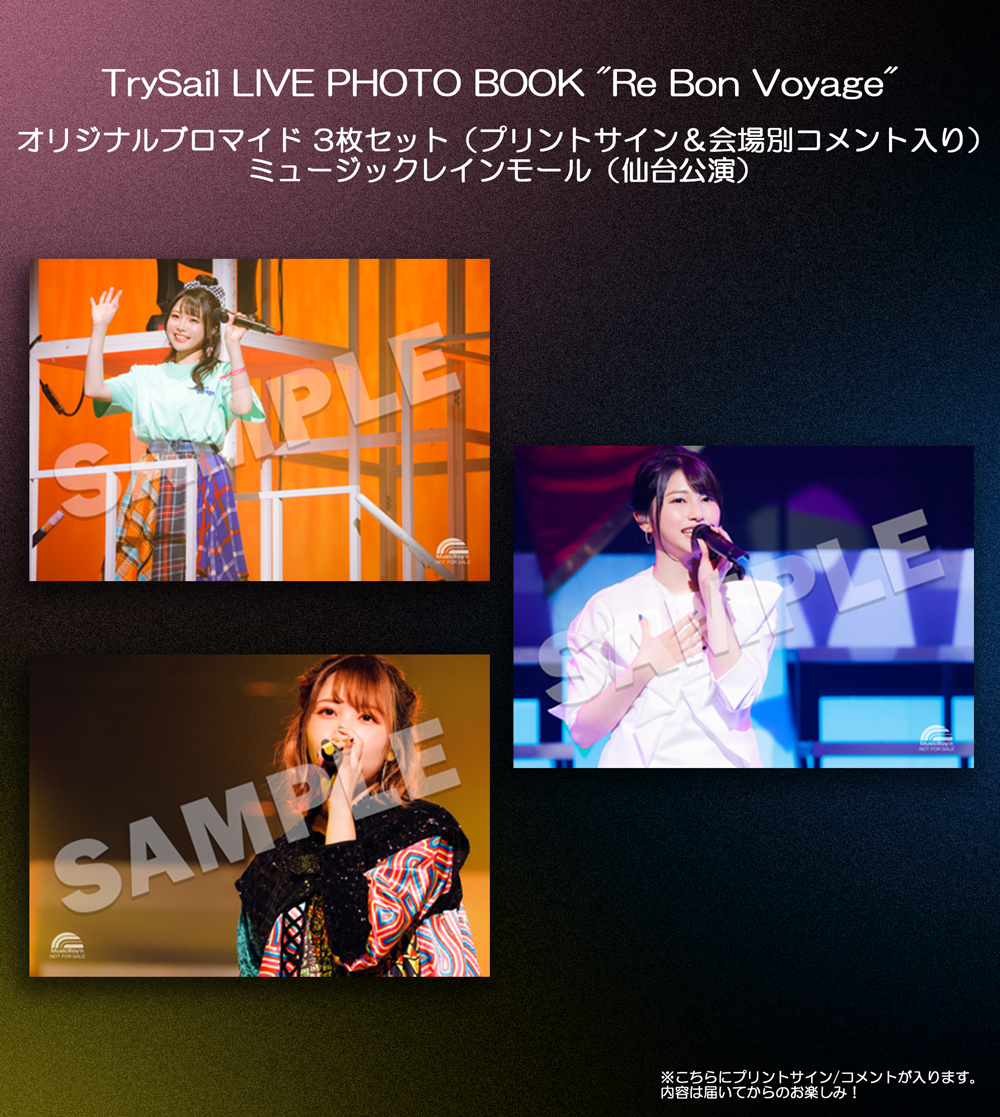 TrySail LIVE PHOTO BOOK "Re Bon Voyage"
オリジナルブロマイド 3枚セット（プリントサイン＆会場別コメント入り）
ミュージックレインモール（仙台公演）
SAMPLE
MusicRay'n
NOT FOR SALE
SAMPLE
MusicRay'n
NOT FOR SALE
SAMPLE
MusicRay'n
NOT FOR SALE
※こちらにプリントサイン/コメントが入ります。
内容は届いてからのお楽しみ！